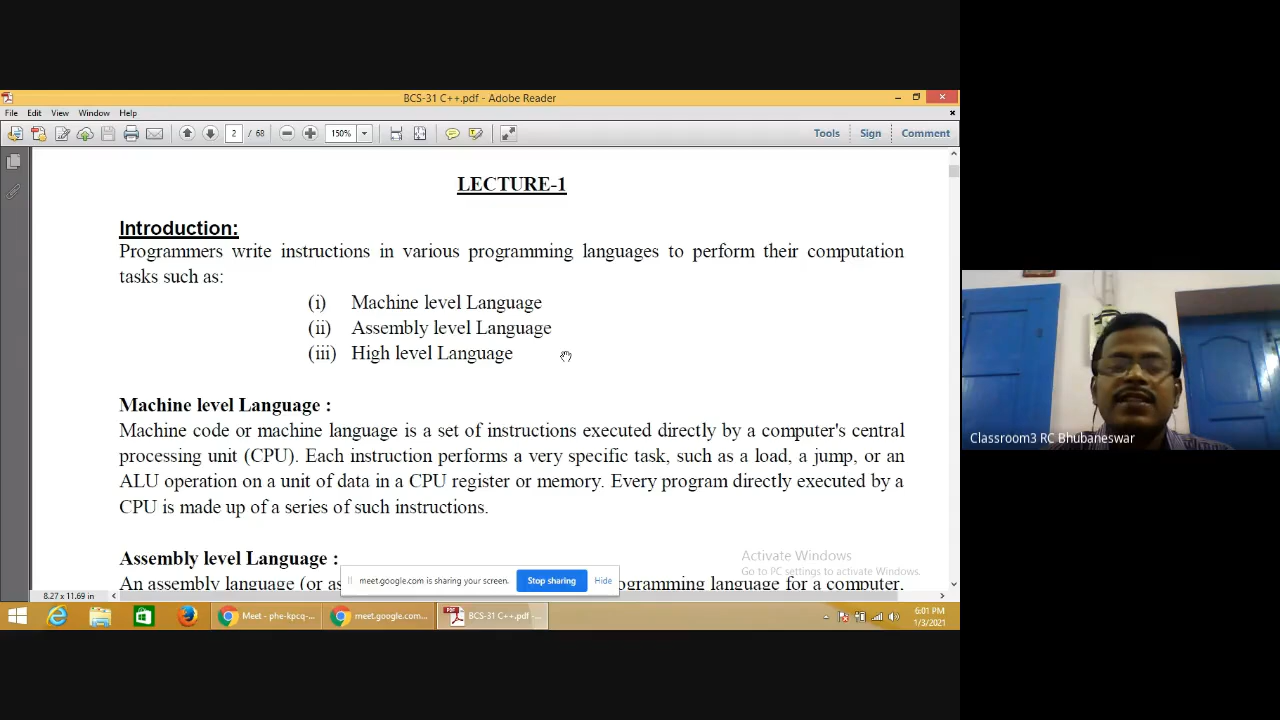 BCS-31 C++.pdf - Adobe Reader
File Edit View Window Help
2 / 68 150% Tools Sign Comment
LECTURE-1
Introduction:
Programmers write instructions in various programming languages to perform their computation
tasks such as:
(i) Machine level Language
(ii) Assembly level Language
(iii) High level Language
Machine level Language :
Machine code or machine language is a set of instructions executed directly by a computer's central
processing unit (CPU). Each instruction performs a very specific task, such as a load, a jump, or an
ALU operation on a unit of data in a CPU register or memory. Every program directly executed by a
CPU is made up of a series of such instructions.
Assembly level Language :
An assembly language (or as
programming language for a computer,
Activate Windows
Go to PC settings to activate Windows.
meet.google.com is sharing your screen. Stop sharing Hide
8.27 x 11.69 in
Meet - phe-kpcq-... meet.google.com... BCS-31 C++.pdf -...
6:01 PM
1/3/2021
Classroom3 RC Bhubaneswar